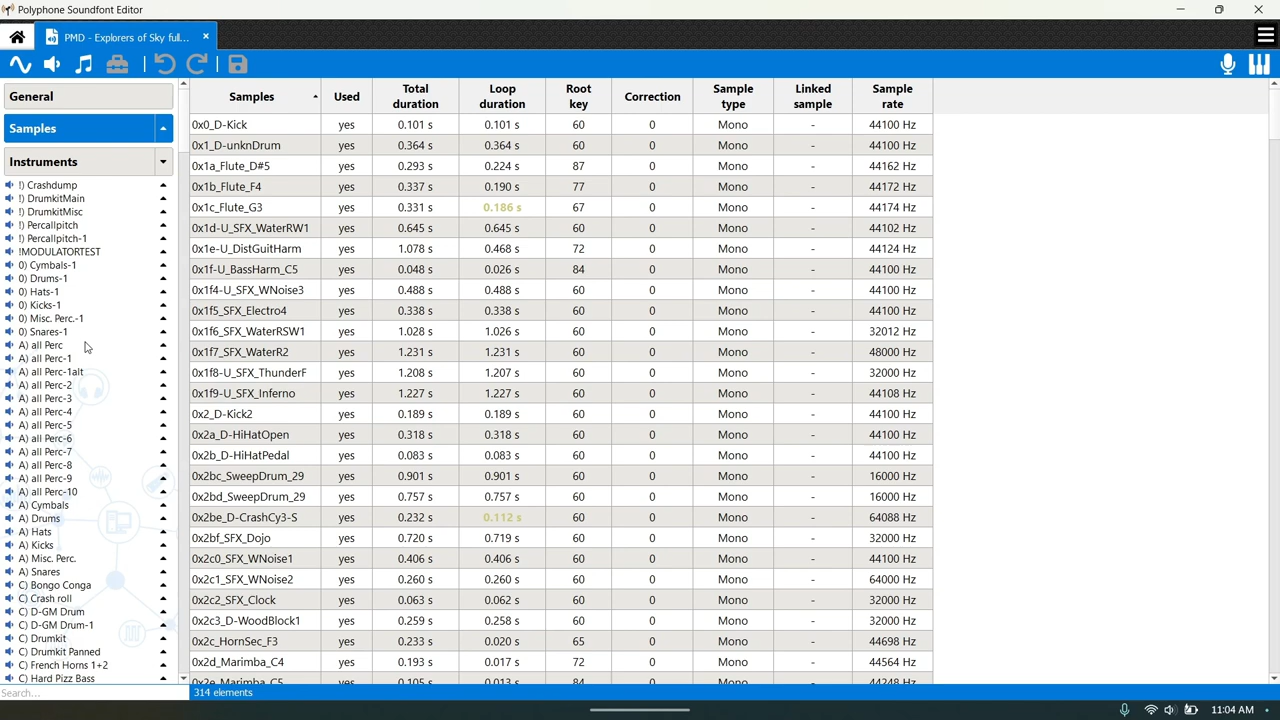 Polyphone Soundfont Editor
PMD - Explorers of Sky full...
General
Samples
Instruments
!) Crashdump
!) DrumkitMain
!) DrumkitMisc
!) Percallpitch
!) Percallpitch-1
!MODULATORTEST
0) Cymbals-1
0) Drums-1
0) Hats-1
0) Kicks-1
0) Misc. Perc.-1
0) Snares-1
A) all Perc
A) all Perc-1
A) all Perc-1alt
A) all Perc-2
A) all Perc-3
A) all Perc-4
A) all Perc-5
A) all Perc-6
A) all Perc-7
A) all Perc-8
A) all Perc-9
A) all Perc-10
A) Cymbals
A) Drums
A) Hats
A) Kicks
A) Misc. Perc.
A) Snares
C) Bongo Conga
C) Crash roll
C) D-GM Drum
C) D-GM Drum-1
C) Drumkit
C) Drumkit Panned
C) French Horns 1+2
C) Hard Pizz Bass
Search...
Samples Used Total duration Loop duration Root key Correction Sample type Linked sample Sample rate
0x0_D-Kick yes 0.101 s 0.101 s 60 0 Mono - 44100 Hz
0x1_D-unknDrum yes 0.364 s 0.364 s 60 0 Mono - 44100 Hz
0x1a_Flute_D#5 yes 0.293 s 0.224 s 87 0 Mono - 44162 Hz
0x1b_Flute_F4 yes 0.337 s 0.190 s 77 0 Mono - 44172 Hz
0x1c_Flute_G3 yes 0.331 s 0.186 s 67 0 Mono - 44174 Hz
0x1d-U_SFX_WaterRW1 yes 0.645 s 0.645 s 60 0 Mono - 44102 Hz
0x1e-U_DistGuitHarm yes 1.078 s 0.468 s 72 0 Mono - 44124 Hz
0x1f-U_BassHarm_C5 yes 0.048 s 0.026 s 84 0 Mono - 44100 Hz
0x1f4-U_SFX_WNoise3 yes 0.488 s 0.488 s 60 0 Mono - 44100 Hz
0x1f5_SFX_Electro4 yes 0.338 s 0.338 s 60 0 Mono - 44100 Hz
0x1f6_SFX_WaterRSW1 yes 1.028 s 1.026 s 60 0 Mono - 32012 Hz
0x1f7_SFX_WaterR2 yes 1.231 s 1.231 s 60 0 Mono - 48000 Hz
0x1f8-U_SFX_ThunderF yes 1.208 s 1.207 s 60 0 Mono - 32000 Hz
0x1f9-U_SFX_Inferno yes 1.227 s 1.227 s 60 0 Mono - 44108 Hz
0x2_D-Kick2 yes 0.189 s 0.189 s 60 0 Mono - 44100 Hz
0x2a_D-HiHatOpen yes 0.318 s 0.318 s 60 0 Mono - 44100 Hz
0x2b_D-HiHatPedal yes 0.083 s 0.083 s 60 0 Mono - 44100 Hz
0x2bc_SweepDrum_29 yes 0.901 s 0.901 s 60 0 Mono - 16000 Hz
0x2bd_SweepDrum_29 yes 0.757 s 0.757 s 60 0 Mono - 16000 Hz
0x2be_D-CrashCy3-S yes 0.232 s 0.112 s 60 0 Mono - 64088 Hz
0x2bf_SFX_Dojo yes 0.720 s 0.719 s 60 0 Mono - 32000 Hz
0x2c0_SFX_WNoise1 yes 0.406 s 0.406 s 60 0 Mono - 44100 Hz
0x2c1_SFX_WNoise2 yes 0.260 s 0.260 s 60 0 Mono - 64000 Hz
0x2c2_SFX_Clock yes 0.063 s 0.062 s 60 0 Mono - 32000 Hz
0x2c3_D-WoodBlock1 yes 0.259 s 0.258 s 60 0 Mono - 32000 Hz
0x2c_HornSec_F3 yes 0.233 s 0.020 s 65 0 Mono - 44698 Hz
0x2d_Marimba_C4 yes 0.193 s 0.017 s 72 0 Mono - 44564 Hz
0x2e_Marimba_C5 yes 0.105 s 0.013 s 84 0 Mono - 44248 Hz
314 elements
11:04 AM